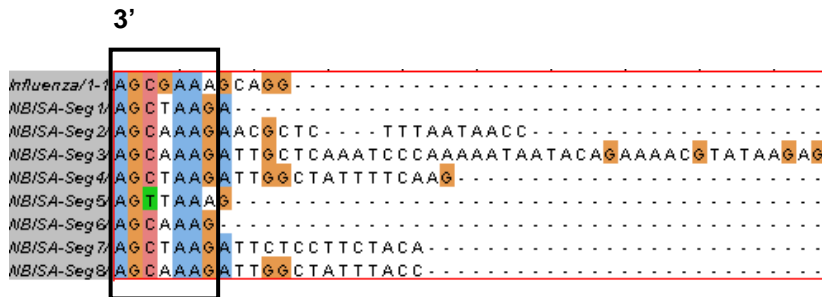 3’
Influenza/1-1 AGCGAAAGCAGG------------------------------------
NBISA-Seg1/ AGCTAAGA----------------------------------------
NBISA-Seg2/ AGCAAAGAACGCTC----TTTAATAACC--------------------
NBISA-Seg3/ AGCAAAGATTGCTCAAATCCCAAAAATAATACAGAAAACGTATAAGAG
NBISA-Seg4/ AGCTAAGATTGGCTATTTTCAAG-------------------------
NBISA-Seg5/ AGTTAAAG----------------------------------------
NBISA-Seg6/ AGCAAAG-----------------------------------------
NBISA-Seg7/ AGCTAAGATTCTCCTTCTACA---------------------------
NBISA-Seg8/ AGCAAAGATTGGCTATTTACC---------------------------